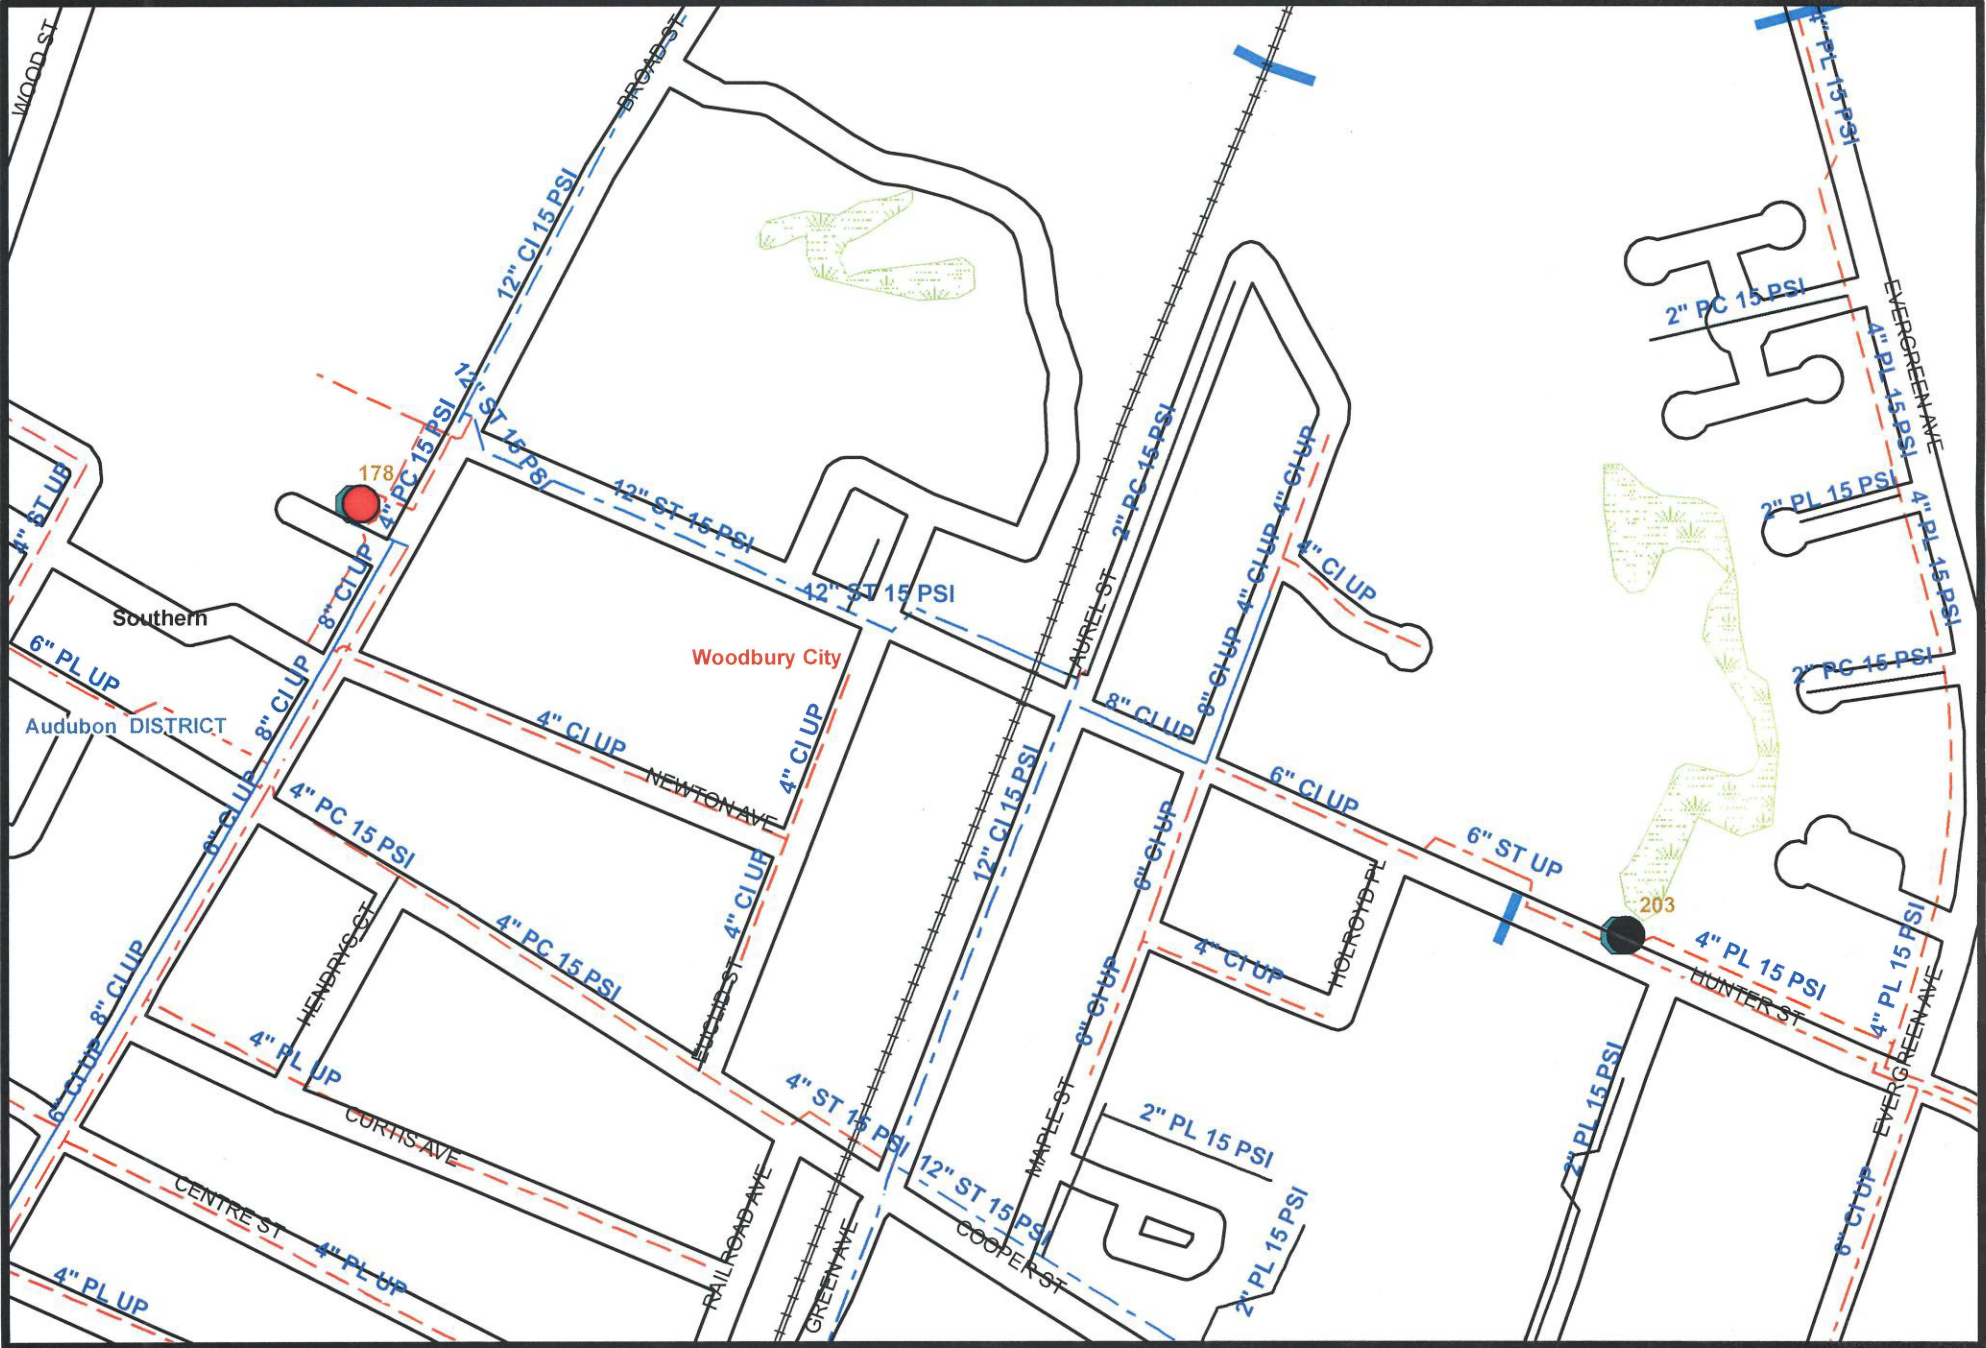 WOOD ST
BROAD ST
4" PL 15 PSI
12" CI 15 PSI
2" PC 15 PSI
EVERGREEN AVE
4" PL 15 PSI
12" ST 15 PS
4" PC 15 PSI
178
4" ST UP
12" ST 15 PSI
2" PC 15 PSI
4" CI UP
4" CI UP
4" CI UP
2" PL 15 PSI
4" PL 15 PSI
8" CI UP
12" ST 15 PSI
LAUREL ST
Southern
6" PL UP
Woodbury City
8" CI UP
2" PC 15 PSI
8" CI UP
Audubon DISTRICT
4" CI UP
4" CI UP
8" CI UP
NEWTON AVE
12" CI 15 PSI
6" CI UP
6" CI UP
4" PC 15 PSI
6" CI UP
6" ST UP
4" CI UP
HOLROYD PL
203
HENDRYS CT
4" PC 15 PSI
4" CI UP
4" PL 15 PSI
4" PL 15 PSI
8" CI UP
EUCLID ST
6" CI UP
HUNTER ST
EVERGREEN AVE
6" CI UP
4" PL UP
CURTIS AVE
4" ST 15 PSI
MAPLE ST
2" PL 15 PSI
2" PL 15 PSI
CENTRE ST
12" ST 15 PSI
COOPER ST
RAILROAD AVE
GREEN AVE
2" PL 15 PSI
6" CI UP
4" PL UP
4" PL UP